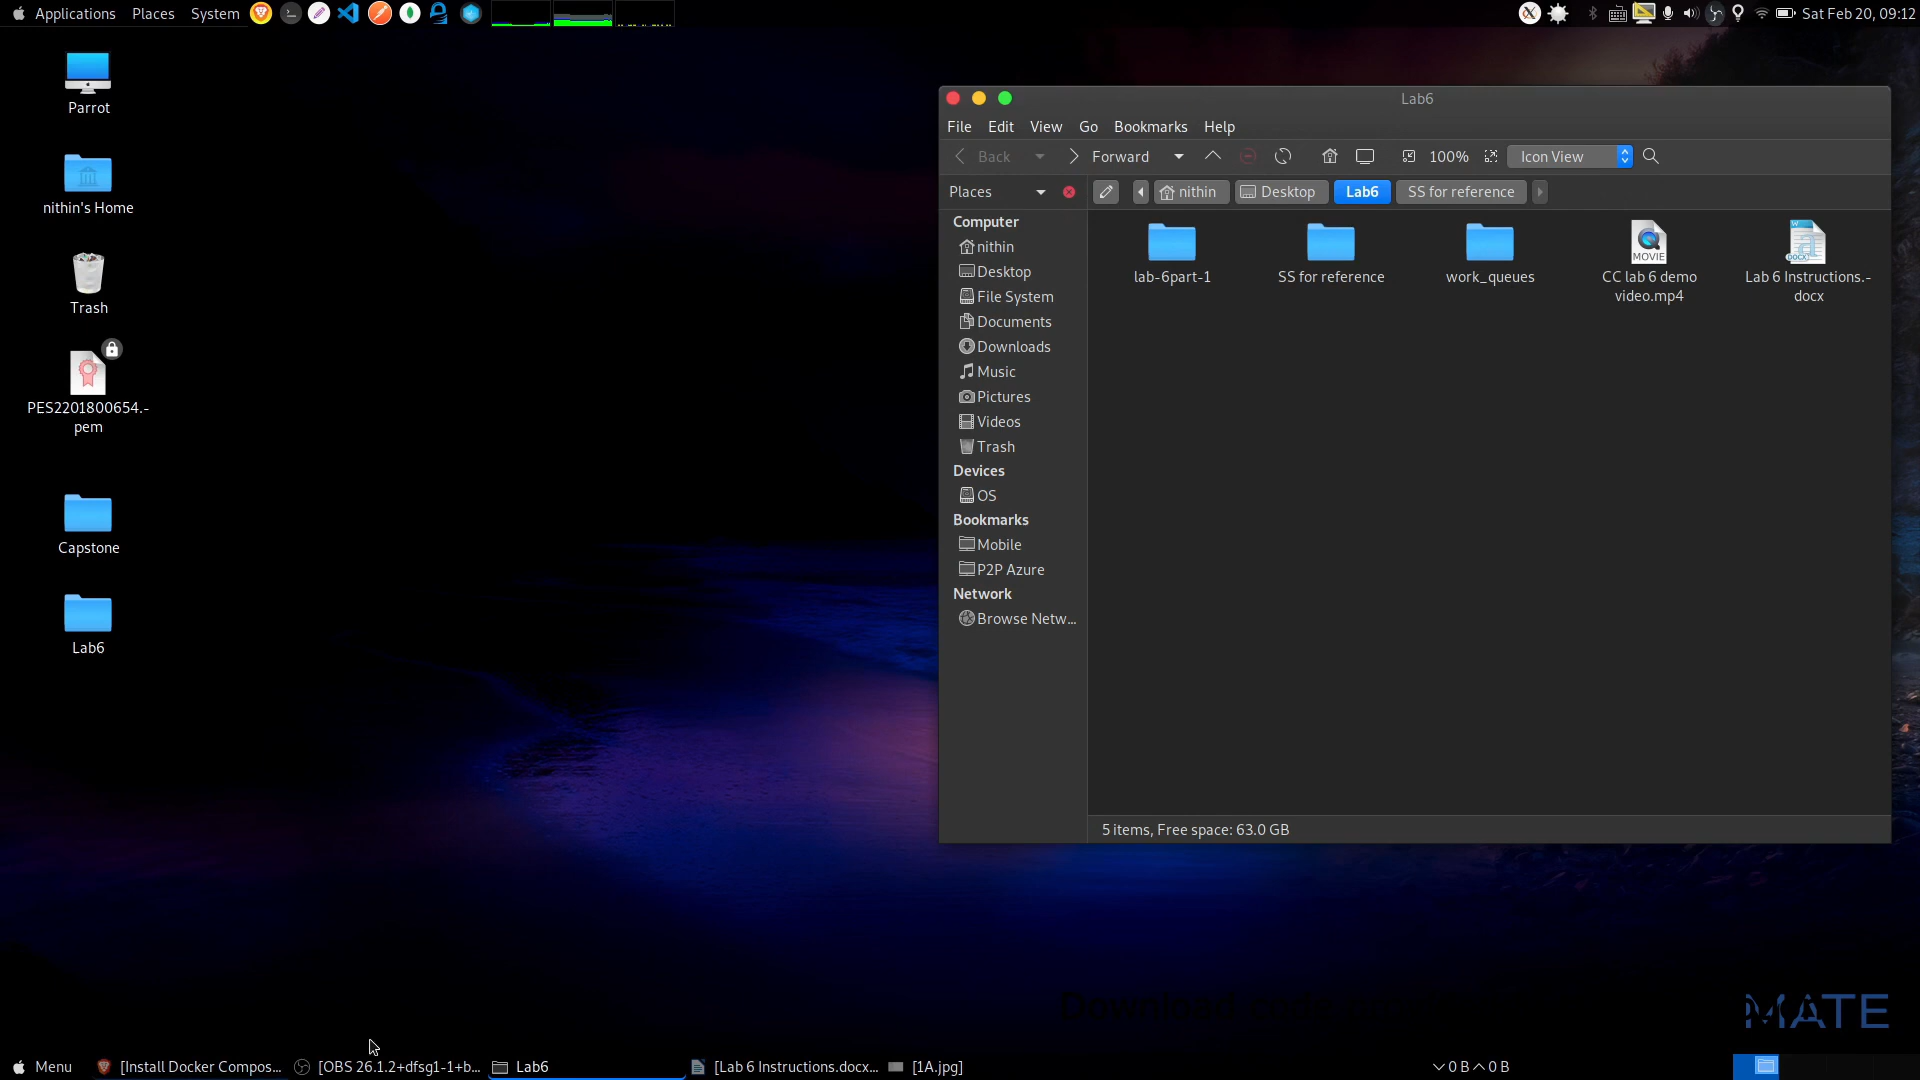 Applications Places System
Sat Feb 20, 09:12
Parrot
nithin's Home
Trash
PES2201800654.-
pem
Capstone
Lab6
Lab6
File Edit View Go Bookmarks Help
Back Forward 100% Icon View
Places nithin Desktop Lab6 SS for reference
Computer
nithin
Desktop
File System
Documents
Downloads
Music
Pictures
Videos
Trash
Devices
OS
Bookmarks
Mobile
P2P Azure
Network
Browse Netw...
lab-6part-1
SS for reference
work_queues
MOVIE
CC lab 6 demo
video.mp4
DOCX
Lab 6 Instructions.-
docx
5 items, Free space: 63.0 GB
Download
MATE
Menu [Install Docker Compos... [OBS 26.1.2+dfsg1-1+b... Lab6 [Lab 6 Instructions.docx... [1A.jpg] 0 B 0 B